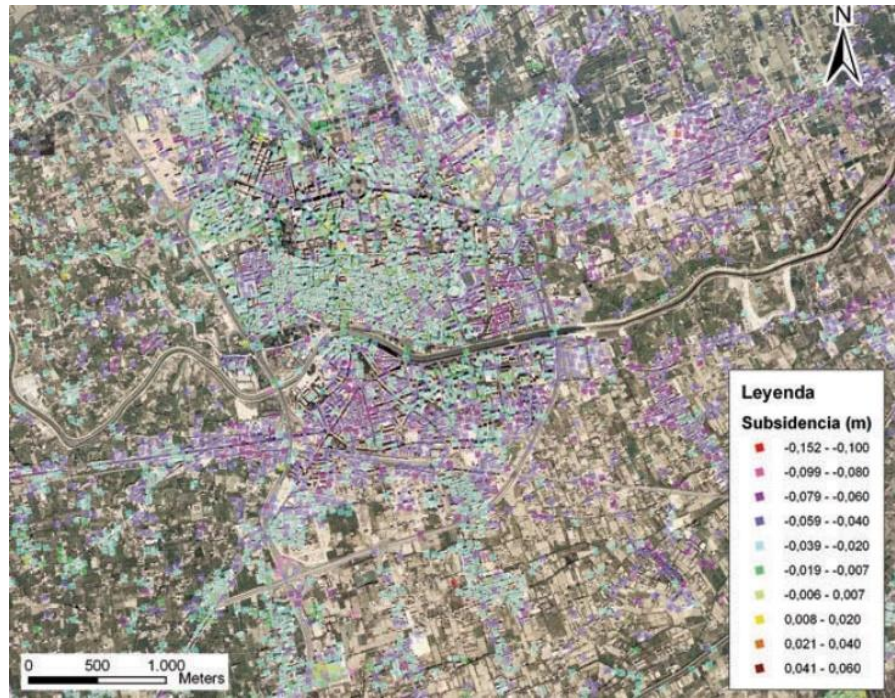 N
Leyenda
Subsidencia (m)
-0,152 - -0,100
-0,099 - -0,080
-0,079 - -0,060
-0,059 - -0,040
-0,039 - -0,020
-0,019 - -0,007
-0,006 - 0,007
0,008 - 0,020
0,021 - 0,040
0,041 - 0,060
0 500 1.000
Meters